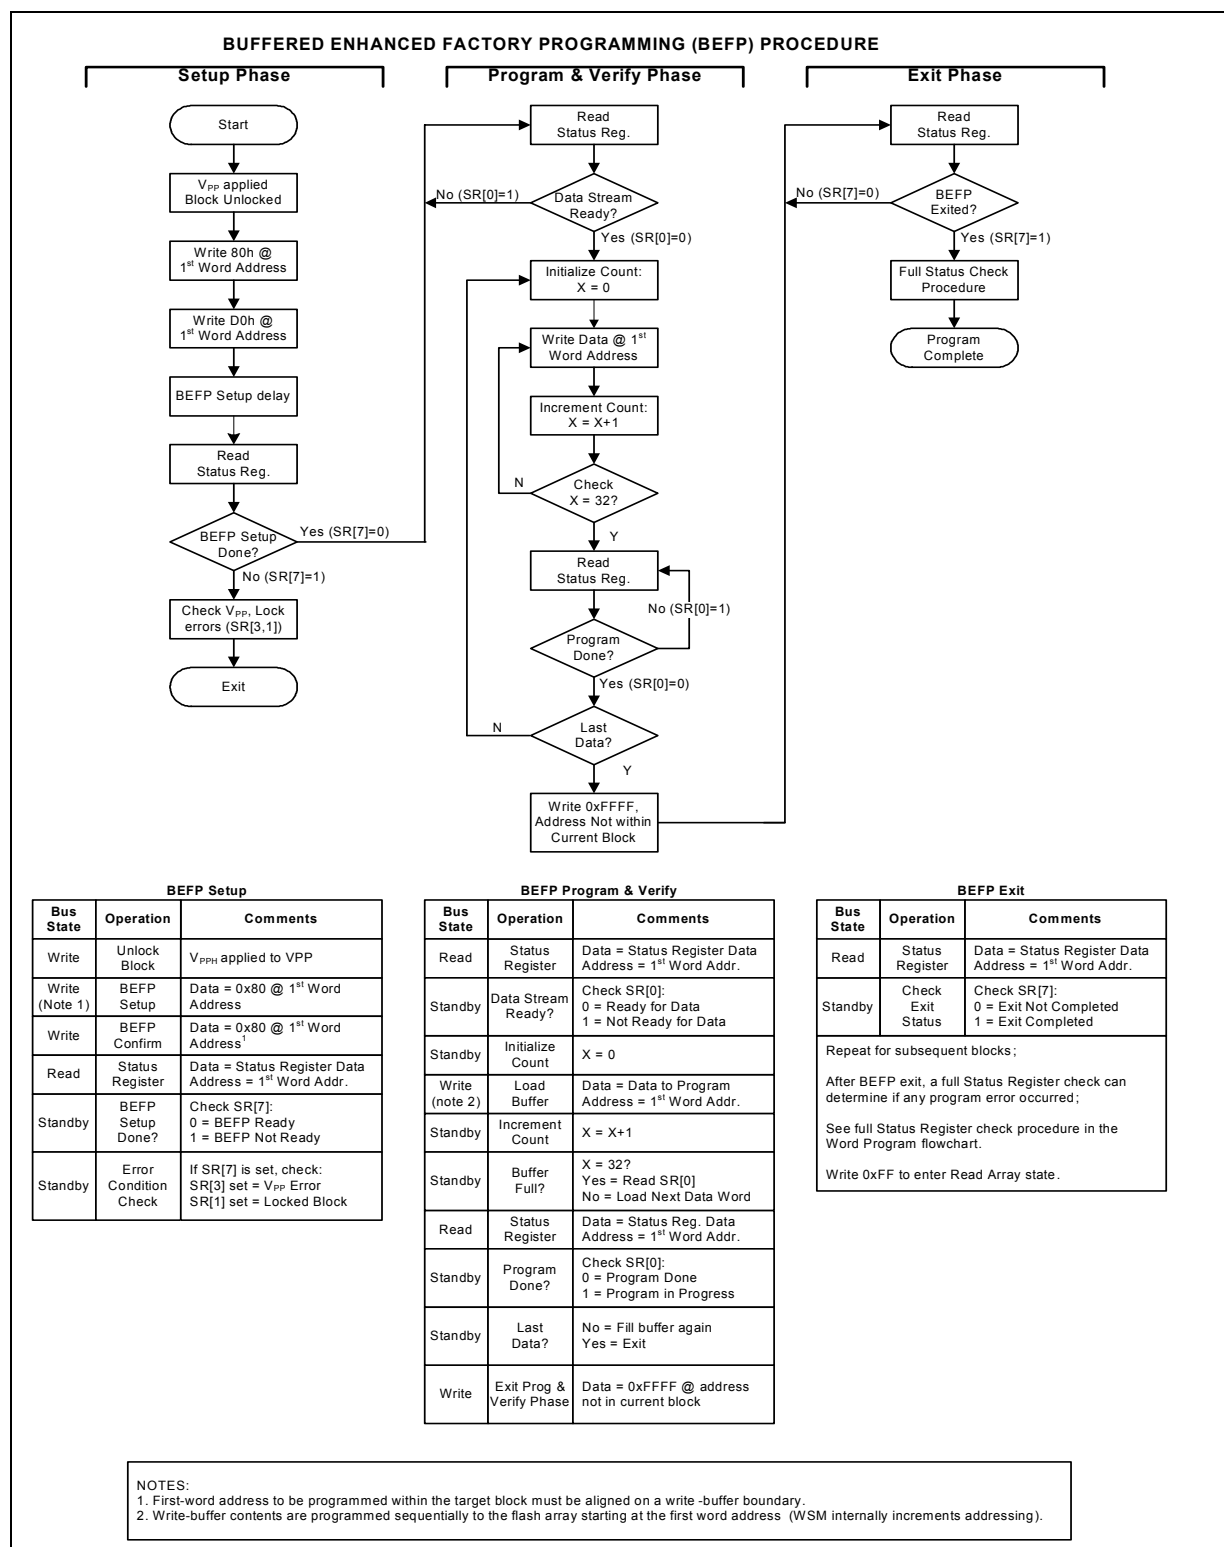 BUFFERED ENHANCED FACTORY PROGRAMMING (BEFP) PROCEDURE
Setup Phase
Start
VPP applied
Block Unlocked
Write 80h @
1st Word Address
Write D0h @
1st Word Address
BEFP Setup delay
Read
Status Reg.
BEFP Setup
Done?
Yes (SR[7]=0)
No (SR[7]=1)
Check VPP, Lock
errors (SR[3,1])
Exit
Program & Verify Phase
Read
Status Reg.
No (SR[0]=1)
Data Stream
Ready?
Yes (SR[0]=0)
Initialize Count:
X = 0
Write Data @ 1st
Word Address
Increment Count:
X = X+1
N
Check
X = 32?
Y
Read
Status Reg.
No (SR[0]=1)
Program
Done?
Yes (SR[0]=0)
N
Last
Data?
Y
Write 0xFFFF,
Address Not within
Current Block
Exit Phase
Read
Status Reg.
No (SR[7]=0)
BEFP
Exited?
Yes (SR[7]=1)
Full Status Check
Procedure
Program
Complete
BEFP Setup
Bus State Operation Comments
Write Unlock Block VPPH applied to VPP
Write (Note 1) BEFP Setup Data = 0x80 @ 1st Word Address
Write BEFP Confirm Data = 0x80 @ 1st Word Address1
Read Status Register Data = Status Register Data
Address = 1st Word Addr.
Standby BEFP Setup Done? Check SR[7]:
0 = BEFP Ready
1 = BEFP Not Ready
Standby Error Condition Check If SR[7] is set, check:
SR[3] set = VPP Error
SR[1] set = Locked Block
BEFP Program & Verify
Bus State Operation Comments
Read Status Register Data = Status Register Data
Address = 1st Word Addr.
Standby Data Stream Ready? Check SR[0]:
0 = Ready for Data
1 = Not Ready for Data
Standby Initialize Count X = 0
Write (note 2) Load Buffer Data = Data to Program
Address = 1st Word Addr.
Standby Increment Count X = X+1
Standby Buffer Full? X = 32?
Yes = Read SR[0]
No = Load Next Data Word
Read Status Register Data = Status Reg. Data
Address = 1st Word Addr.
Standby Program Done? Check SR[0]:
0 = Program Done
1 = Program in Progress
Standby Last Data? No = Fill buffer again
Yes = Exit
Write Exit Prog & Verify Phase Data = 0xFFFF @ address
not in current block
BEFP Exit
Bus State Operation Comments
Read Status Register Data = Status Register Data
Address = 1st Word Addr.
Standby Check Exit Status Check SR[7]:
0 = Exit Not Completed
1 = Exit Completed
Repeat for subsequent blocks;
After BEFP exit, a full Status Register check can
determine if any program error occurred;
See full Status Register check procedure in the
Word Program flowchart.
Write 0xFF to enter Read Array state.
NOTES:
1. First-word address to be programmed within the target block must be aligned on a write -buffer boundary.
2. Write-buffer contents are programmed sequentially to the flash array starting at the first word address (WSM internally increments addressing).